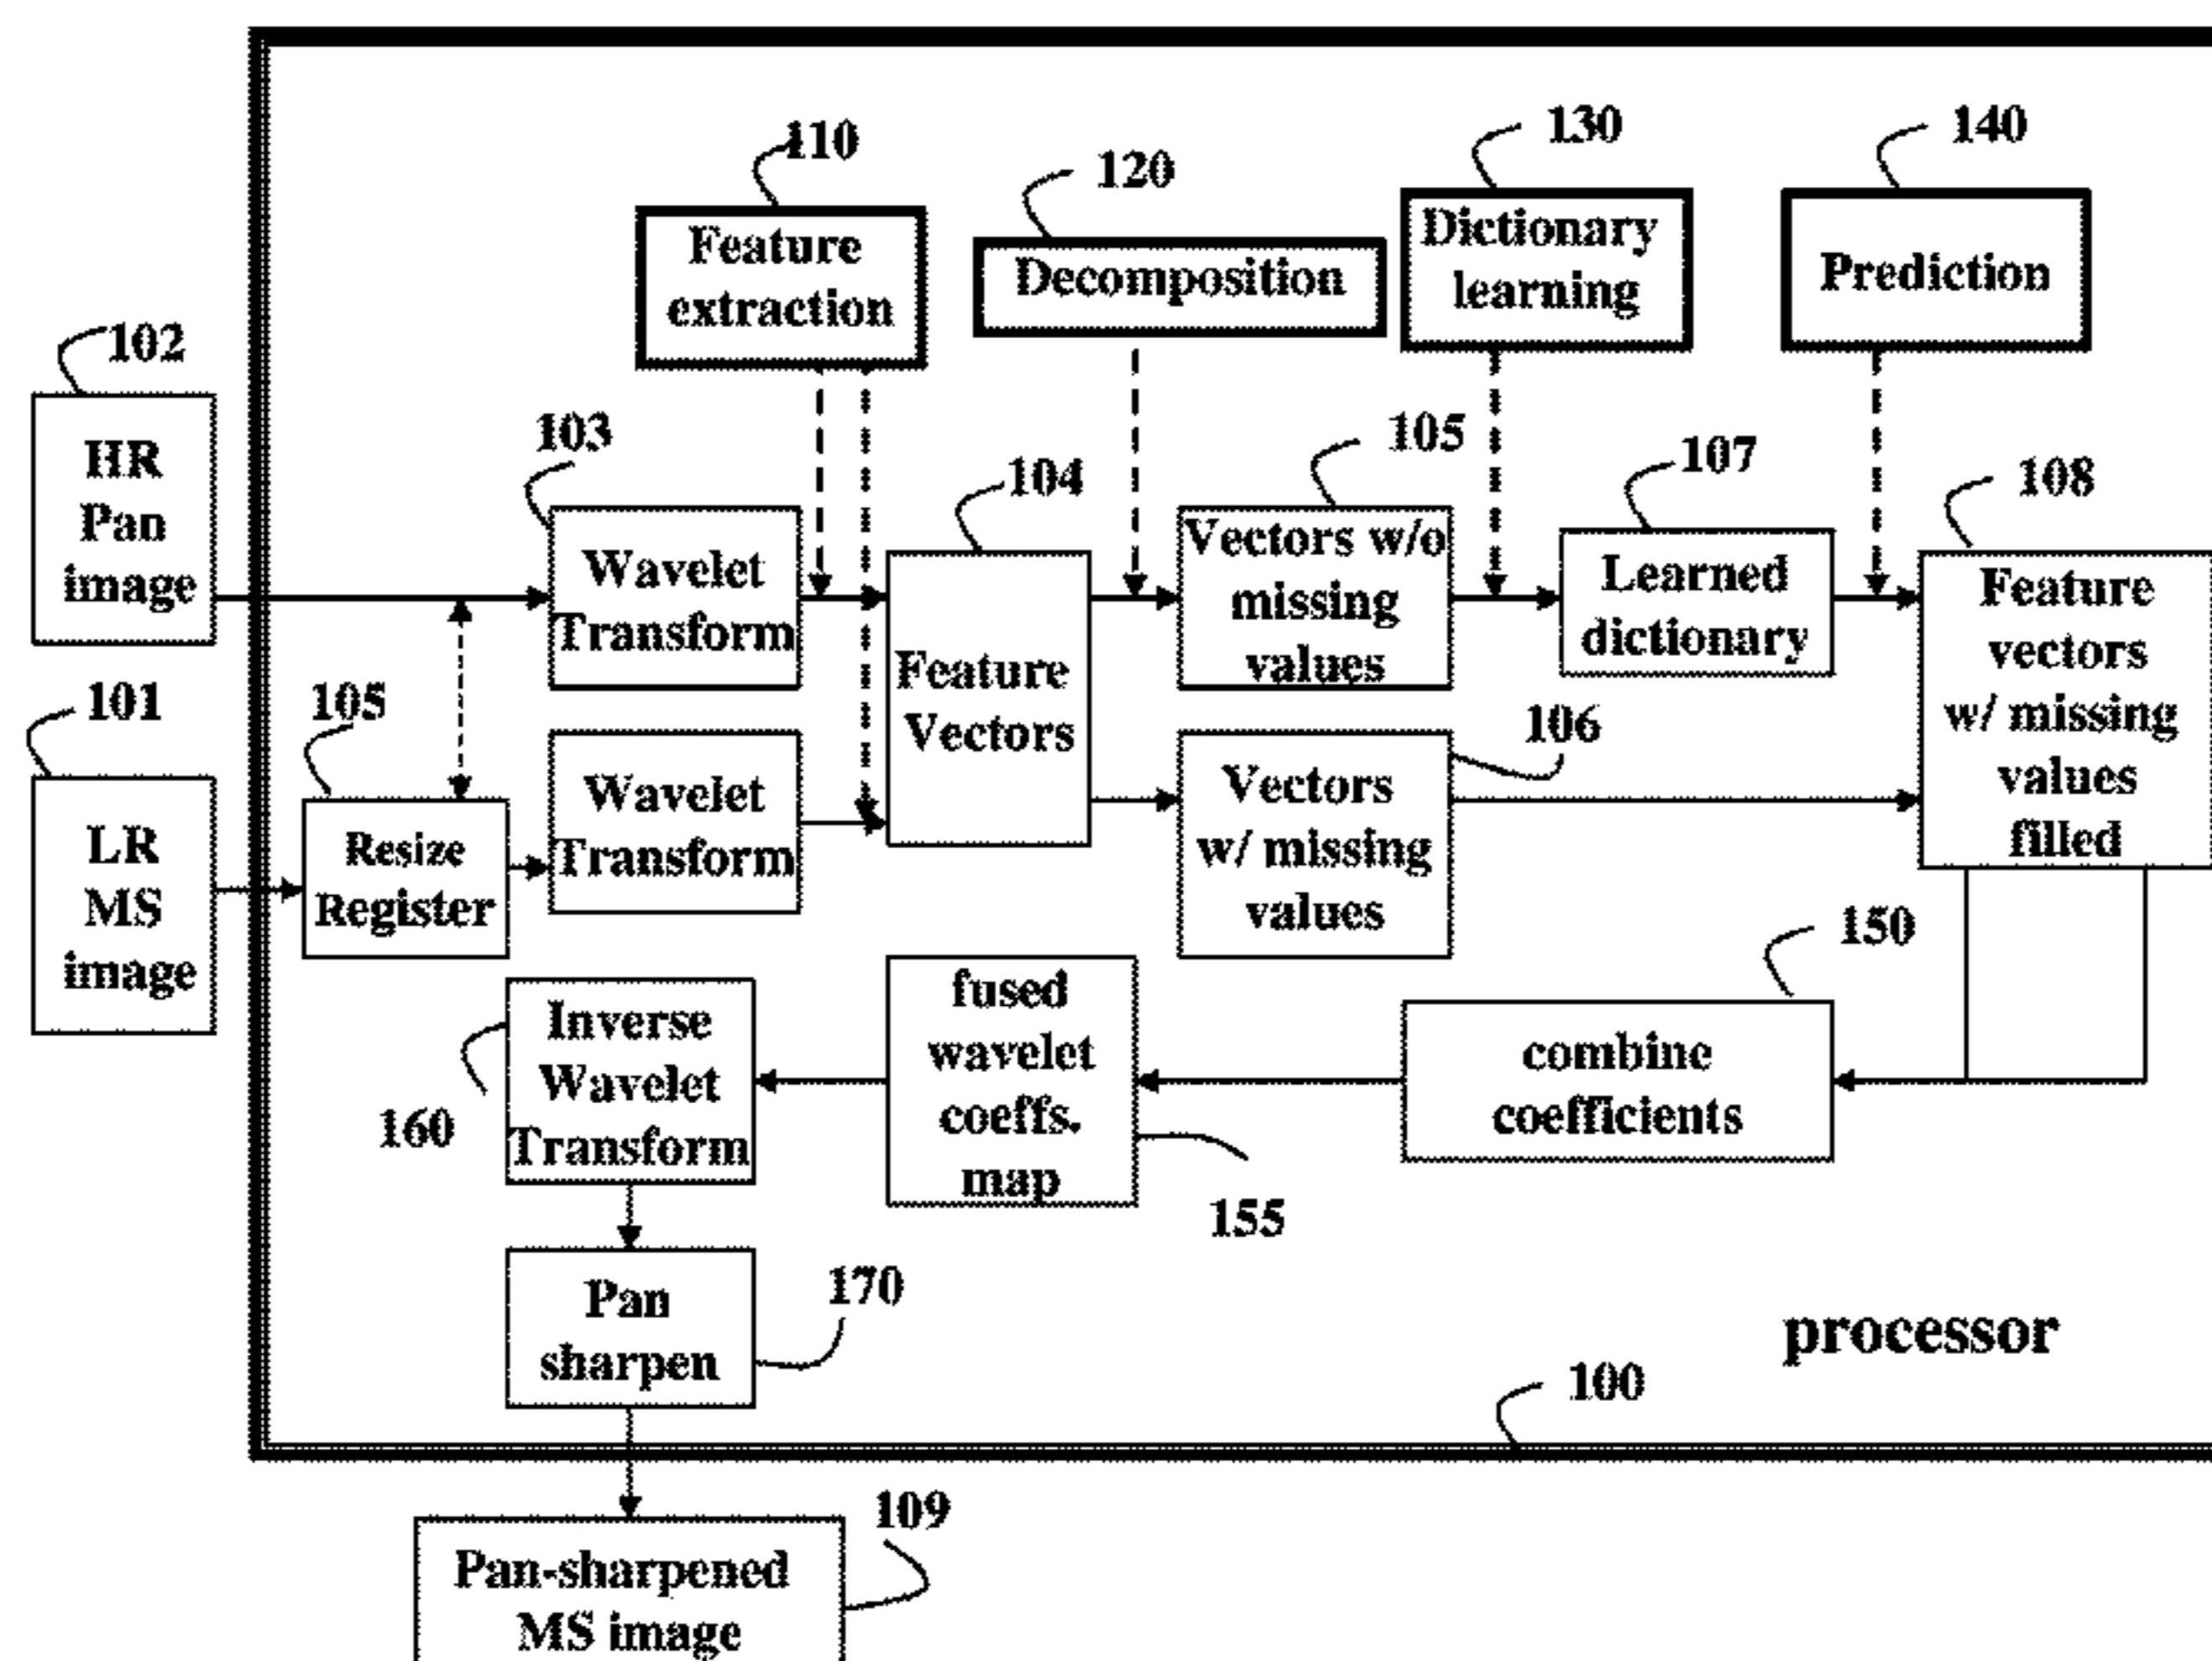 110
120
130
140
Feature
extraction
Decomposition
Dictionary
learning
Prediction
102
HR
Pan
image
103
Wavelet
Transform
104
Feature
Vectors
105
Vectors w/o
missing
values
107
Learned
dictionary
108
Feature
vectors
w/ missing
values
filled
101
LR
MS
image
105
Resize
Register
Wavelet
Transform
106
Vectors
w/ missing
values
150
combine
coefficients
fused
wavelet
coeffs.
map
155
Inverse
Wavelet
Transform
160
Pan
sharpen
170
processor
100
109
Pan-sharpened
MS image